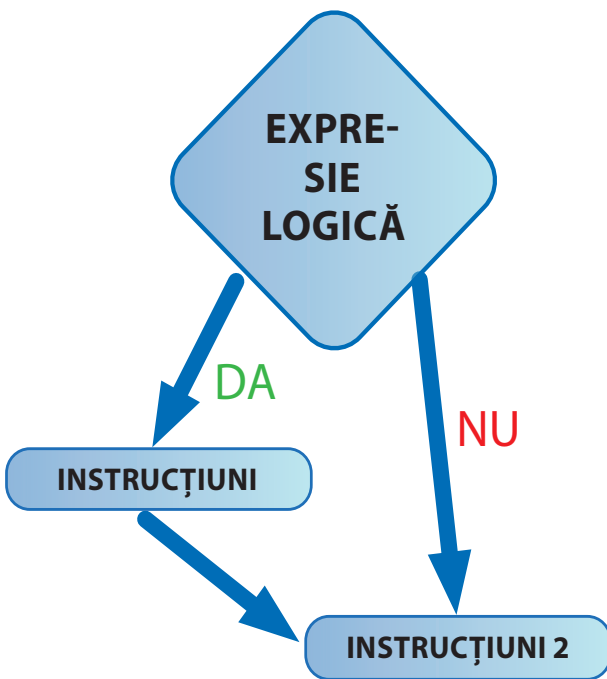 EXPRE-
SIE
LOGICĂ
DA
NU
INSTRUCȚIUNI
INSTRUCȚIUNI 2